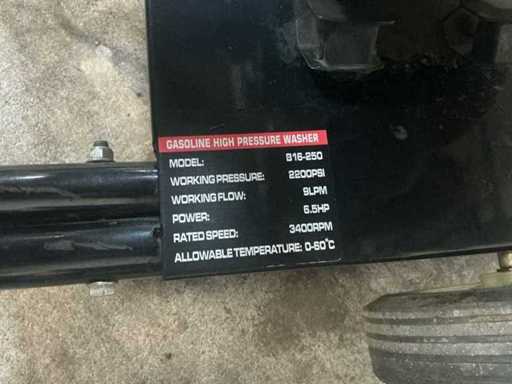 GASOLINE HIGH PRESSURE WASHER
MODEL: B16-250
WORKING PRESSURE: 2200PSI
WORKING FLOW: 9LPM
POWER: 6.5HP
RATED SPEED: 3400RPM
ALLOWABLE TEMPERATURE: 0-60°C